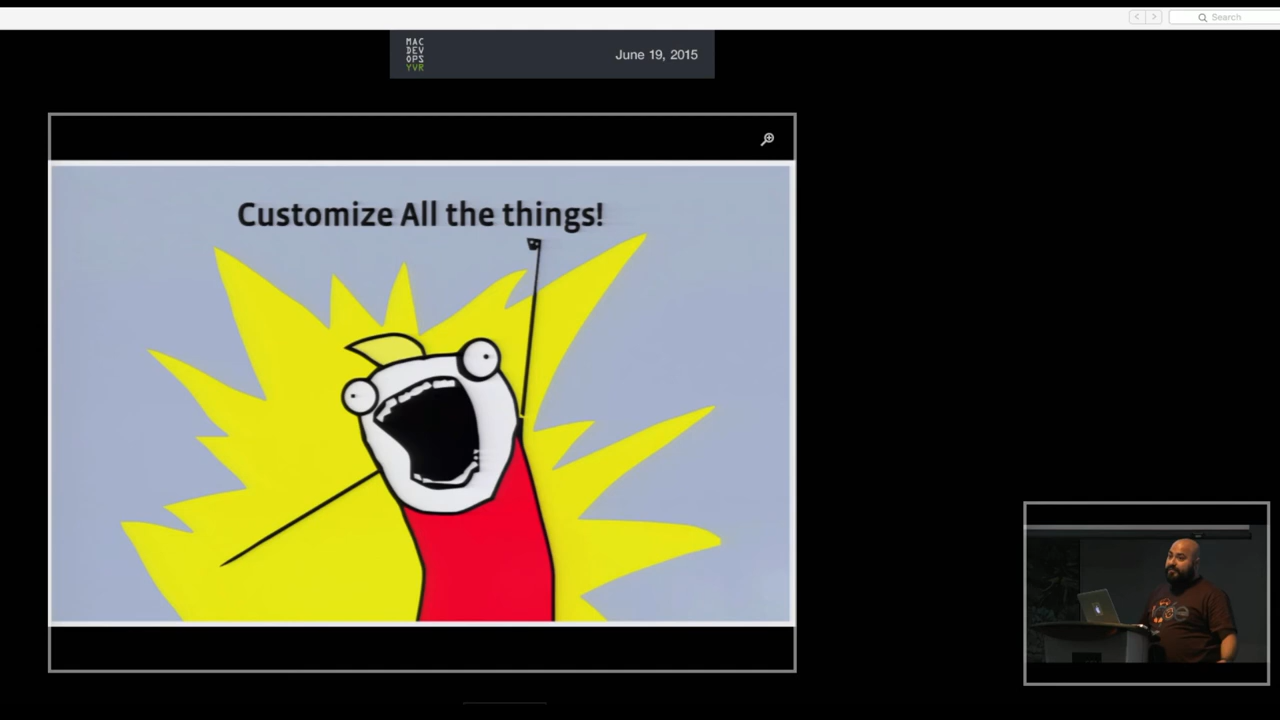 Search
MAC
DEV
OPS
YVR
June 19, 2015
Customize All the things!